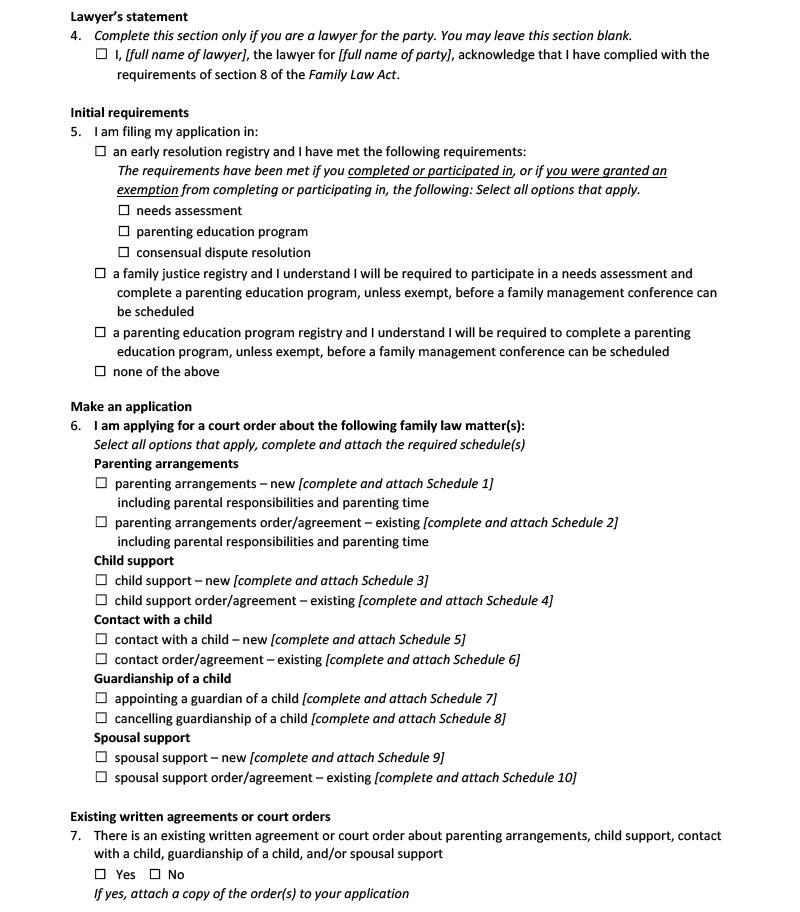 Lawyer's statement
4. Complete this section only if you are a lawyer for the party. You may leave this section blank.
☐ I, [full name of lawyer], the lawyer for [full name of party], acknowledge that I have complied with the
requirements of section 8 of the Family Law Act.
Initial requirements
5. I am filing my application in:
☐ an early resolution registry and I have met the following requirements:
The requirements have been met if you completed or participated in, or if you were granted an
exemption from completing or participating in, the following: Select all options that apply.
☐ needs assessment
☐ parenting education program
☐ consensual dispute resolution
☐ a family justice registry and I understand I will be required to participate in a needs assessment and
complete a parenting education program, unless exempt, before a family management conference can
be scheduled
☐ a parenting education program registry and I understand I will be required to complete a parenting
education program, unless exempt, before a family management conference can be scheduled
☐ none of the above
Make an application
6. I am applying for a court order about the following family law matter(s):
Select all options that apply, complete and attach the required schedule(s)
Parenting arrangements
☐ parenting arrangements – new [complete and attach Schedule 1]
including parental responsibilities and parenting time
☐ parenting arrangements order/agreement – existing [complete and attach Schedule 2]
including parental responsibilities and parenting time
Child support
☐ child support – new [complete and attach Schedule 3]
☐ child support order/agreement – existing [complete and attach Schedule 4]
Contact with a child
☐ contact with a child – new [complete and attach Schedule 5]
☐ contact order/agreement – existing [complete and attach Schedule 6]
Guardianship of a child
☐ appointing a guardian of a child [complete and attach Schedule 7]
☐ cancelling guardianship of a child [complete and attach Schedule 8]
Spousal support
☐ spousal support – new [complete and attach Schedule 9]
☐ spousal support order/agreement – existing [complete and attach Schedule 10]
Existing written agreements or court orders
7. There is an existing written agreement or court order about parenting arrangements, child support, contact
with a child, guardianship of a child, and/or spousal support
☐ Yes ☐ No
If yes, attach a copy of the order(s) to your application